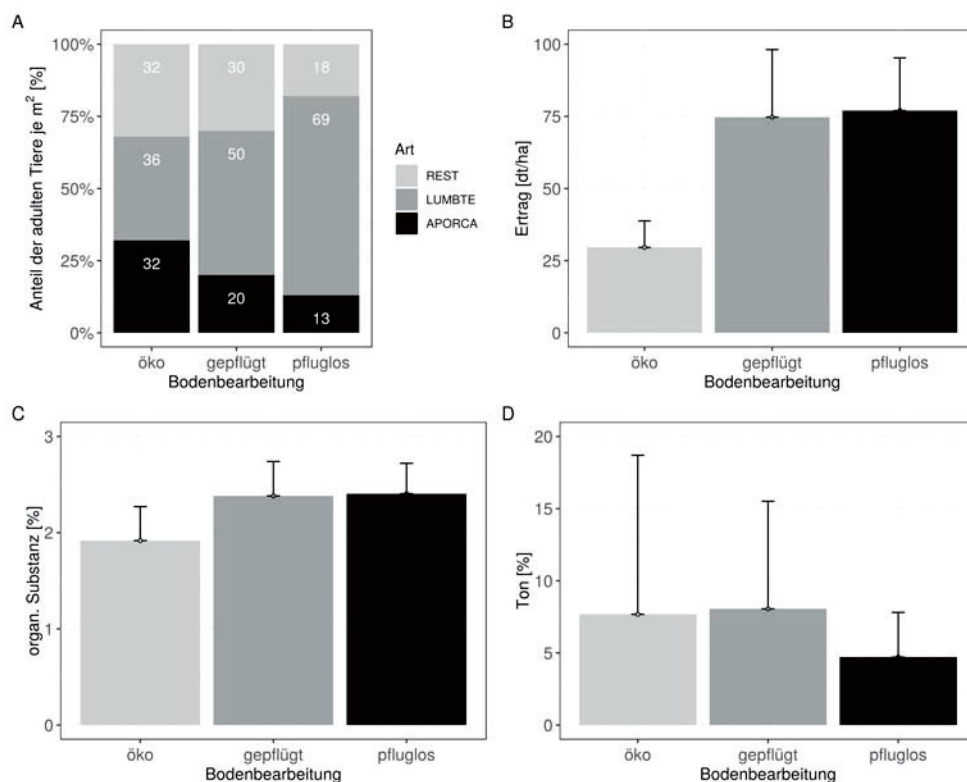 A
Anteil der adulten Tiere je m² [%]
100%
75%
50%
25%
0%
32
30
18
36
50
69
32
20
13
öko
gepflügt
pfluglos
Bodenbearbeitung
Art
REST
LUMBTE
APORCA
B
Ertrag [dt/ha]
100
75
50
25
0
öko
gepflügt
pfluglos
Bodenbearbeitung
C
organ. Substanz [%]
3
2
1
0
öko
gepflügt
pfluglos
Bodenbearbeitung
D
Ton [%]
20
15
10
5
0
öko
gepflügt
pfluglos
Bodenbearbeitung